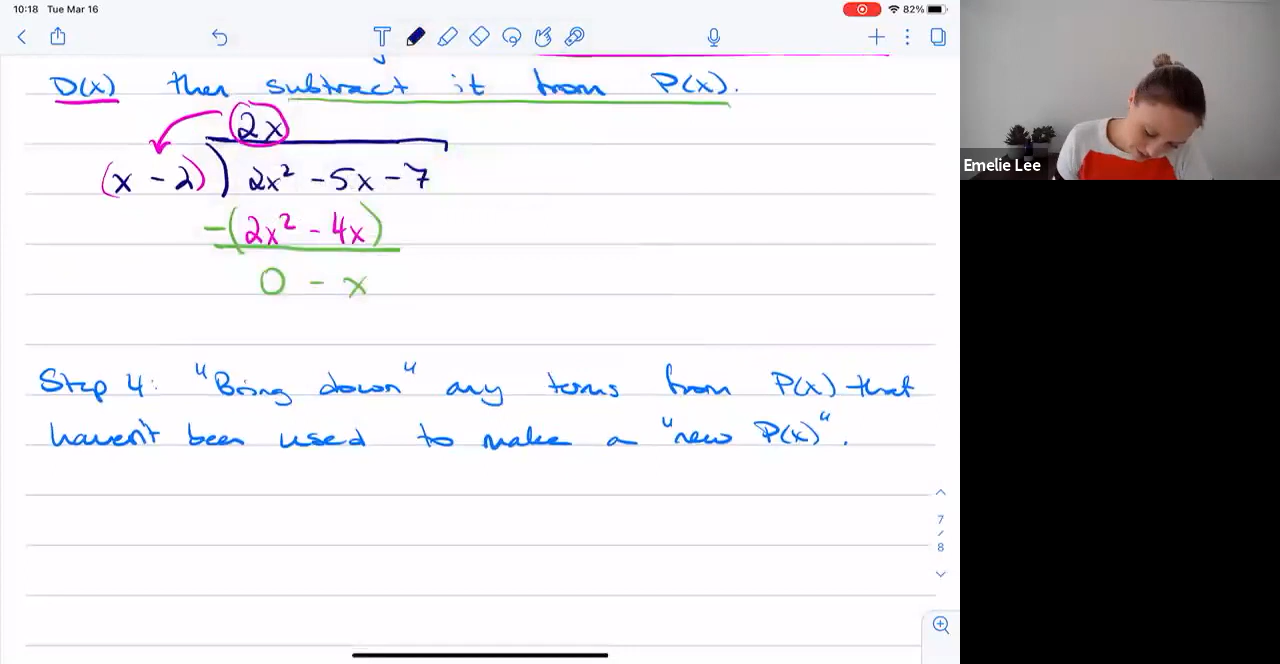 10:18 Tue Mar 16
82%
D(x) then subtract it from P(x).
2x
(x - 2) 2x² - 5x - 7
-(2x² - 4x)
0 - x
Emelie Lee
Step 4: "Bring down" any terms from P(x) that
haven't been used to make a "new P(x)".
7
/
8